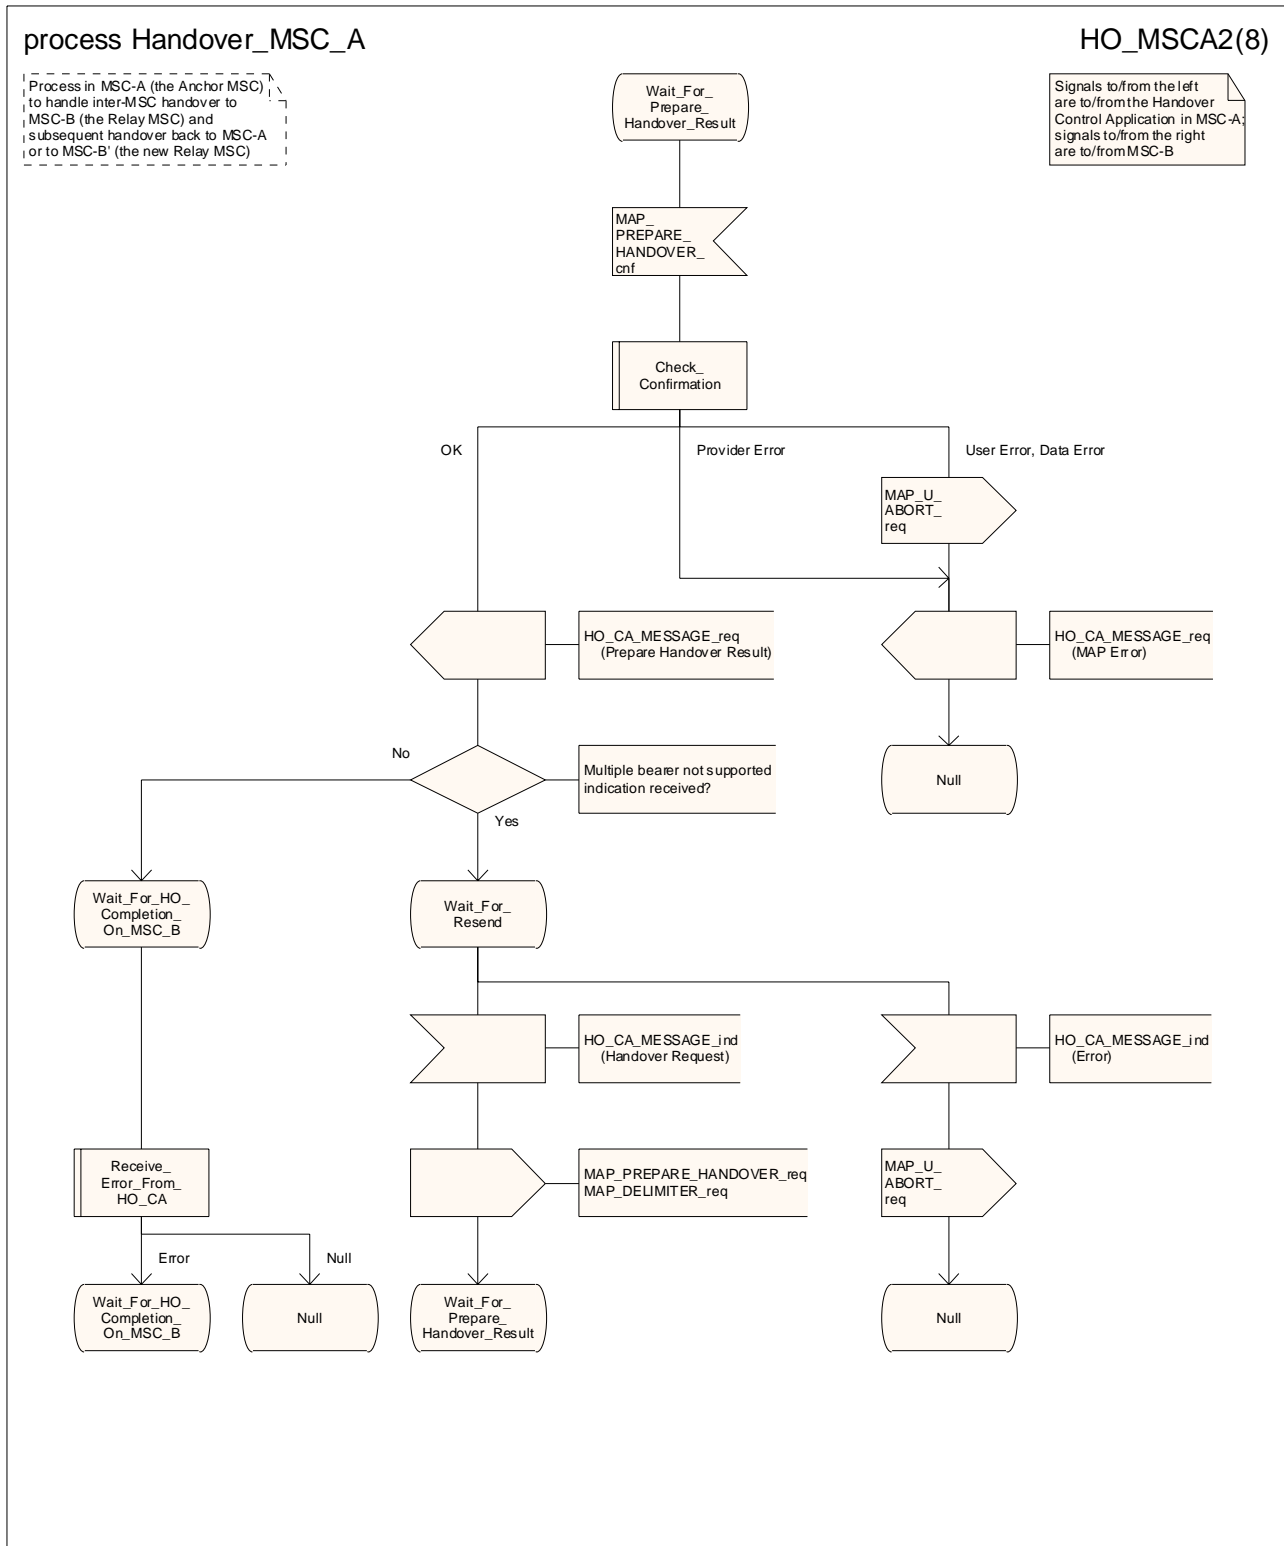 process Handover_MSC_A
HO_MSCA2(8)
Process in MSC-A (the Anchor MSC)
to handle inter-MSC handover to
MSC-B (the Relay MSC) and
subsequent handover back to MSC-A
or to MSC-B' (the new Relay MSC)
Wait_For_
Prepare_
Handover_Result
Signals to/from the left
are to/from the Handover
Control Application in MSC-A;
signals to/from the right
are to/from MSC-B
MAP_
PREPARE_
HANDOVER_
cnf
Check_
Confirmation
OK
Provider Error
User Error, Data Error
MAP_U_
ABORT_
req
HO_CA_MESSAGE_req
(Prepare Handover Result)
HO_CA_MESSAGE_req
(MAP Error)
No
Multiple bearer not supported
indication received?
Null
Yes
Wait_For_HO_
Completion_
On_MSC_B
Wait_For_
Resend
HO_CA_MESSAGE_ind
(Handover Request)
HO_CA_MESSAGE_ind
(Error)
Receive_
Error_From_
HO_CA
MAP_PREPARE_HANDOVER_req
MAP_DELIMITER_req
MAP_U_
ABORT_
req
Error
Null
Wait_For_HO_
Completion_
On_MSC_B
Null
Wait_For_
Prepare_
Handover_Result
Null